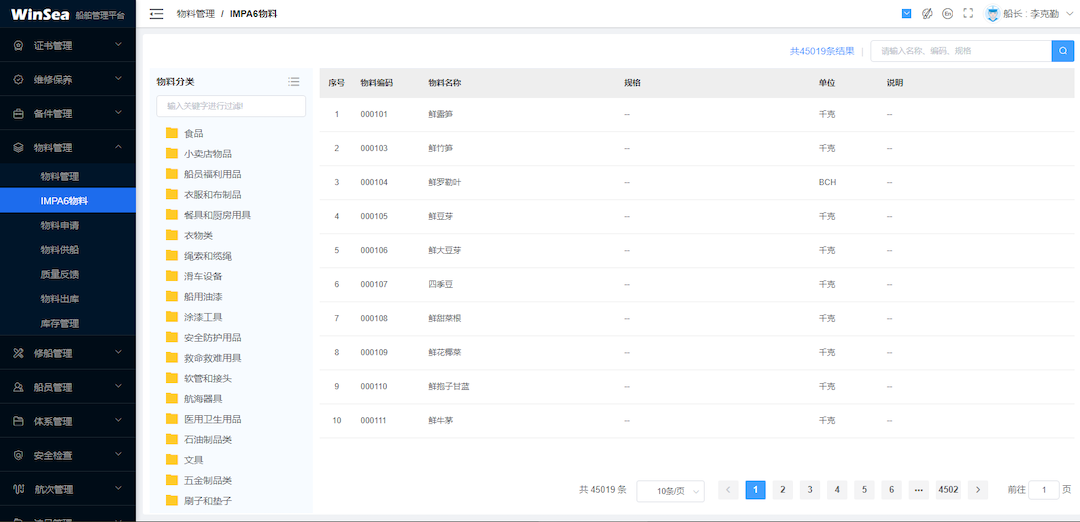 WinSea 船舶管理平台
证书管理
维修保养
备件管理
物料管理
物料管理
IMPA6物料
物料申请
物料供船
质量反馈
物料出库
库存管理
修船管理
船员管理
体系管理
安全检查
航次管理
物料管理 / IMPA6物料
En 船长 : 李克勤
共45019条结果 | 请输入名称、编码、规格
物料分类
输入关键字进行过滤!
食品
小卖店物品
船员福利用品
衣服和布制品
餐具和厨房用具
衣物类
绳索和缆绳
滑车设备
船用油漆
涂漆工具
安全防护用品
救命救难用具
软管和接头
航海器具
医用卫生用品
石油制品类
文具
五金制品类
刷子和垫子
序号 物料编码 物料名称 规格 单位 说明
1 000101 鲜露笋 -- 千克 --
2 000103 鲜竹笋 -- 千克 --
3 000104 鲜罗勒叶 -- BCH --
4 000105 鲜豆芽 -- 千克 --
5 000106 鲜大豆芽 -- 千克 --
6 000107 四季豆 -- 千克 --
7 000108 鲜甜菜根 -- 千克 --
8 000109 鲜花椰菜 -- 千克 --
9 000110 鲜抱子甘蓝 -- 千克 --
10 000111 鲜牛茅 -- 千克 --
共 45019 条 10条/页 < 1 2 3 4 5 6 ••• 4502 > 前往 1 页